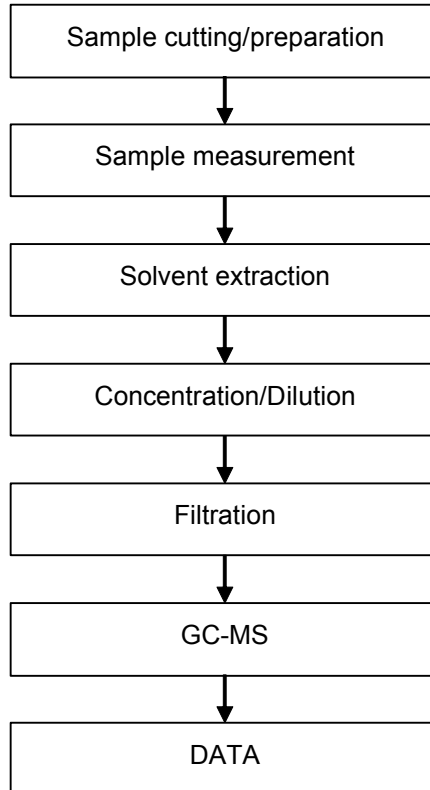 Sample cutting/preparation
Sample measurement
Solvent extraction
Concentration/Dilution
Filtration
GC-MS
DATA